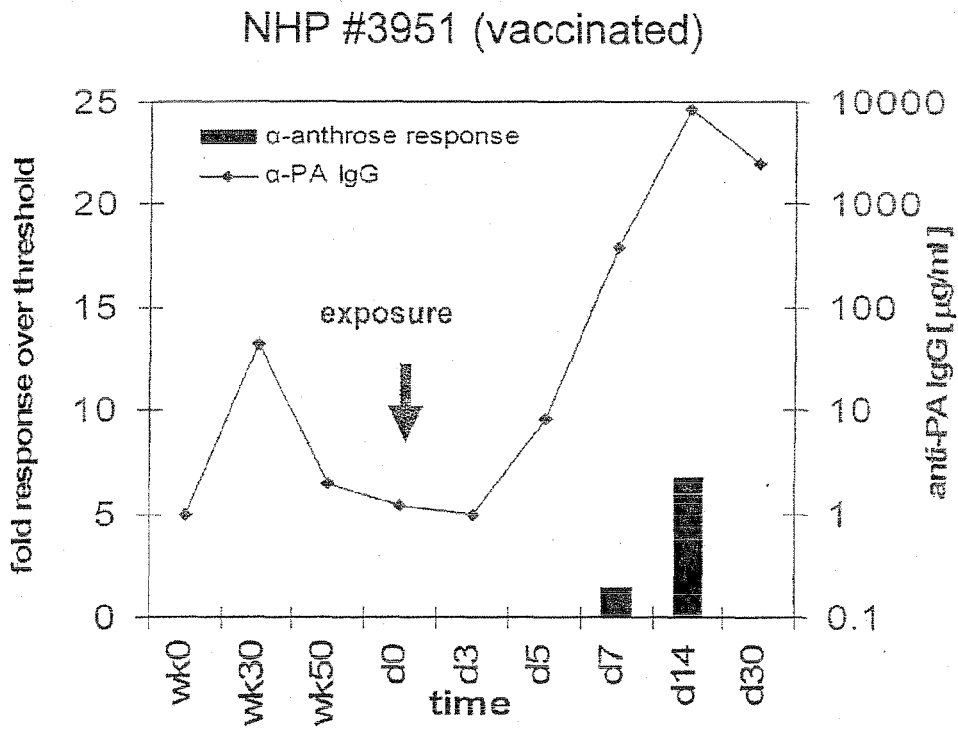 NHP #3951 (vaccinated)
25
20
15
10
5
0
fold response over threshold
α-anthrose response
α-PA IgG
exposure
10000
1000
100
10
1
0.1
anti-PA IgG [µg/ml]
wk0
wk30
wk50
d0
d3
d5
d7
d14
d30
time